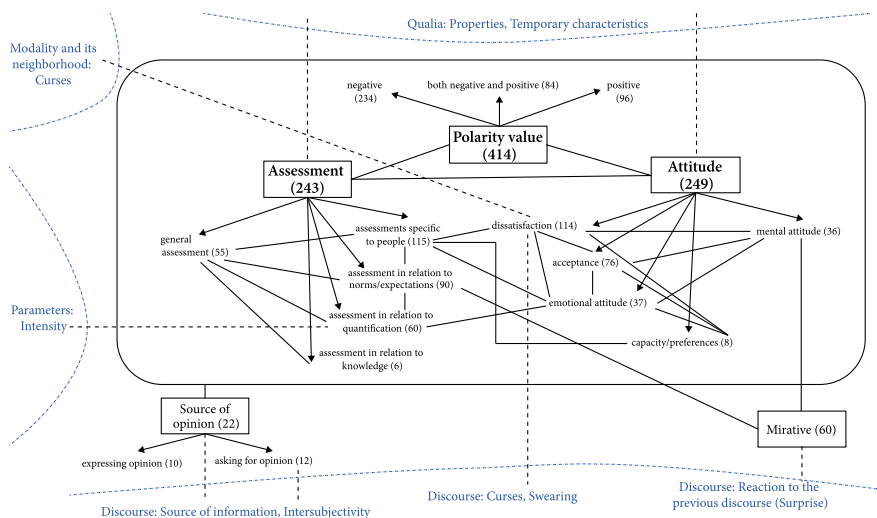 Qualia: Properties, Temporary characteristics
Modality and its
neighborhood:
Curses
negative
(234)
both negative and positive (84)
positive
(96)
Polarity value
(414)
Assessment
(243)
Attitude
(249)
general
assessment (55)
assessments specific
to people (115)
dissatisfaction (114)
mental attitude (36)
acceptance (76)
assessment in relation to
norms/expectations (90)
emotional attitude (37)
Parameters:
Intensity
assessment in relation to
quantification (60)
capacity/preferences (8)
assessment in relation to
knowledge (6)
Source of
opinion (22)
Mirative (60)
expressing opinion (10)
asking for opinion (12)
Discourse: Source of information, Intersubjectivity
Discourse: Curses, Swearing
Discourse: Reaction to the
previous discourse (Surprise)